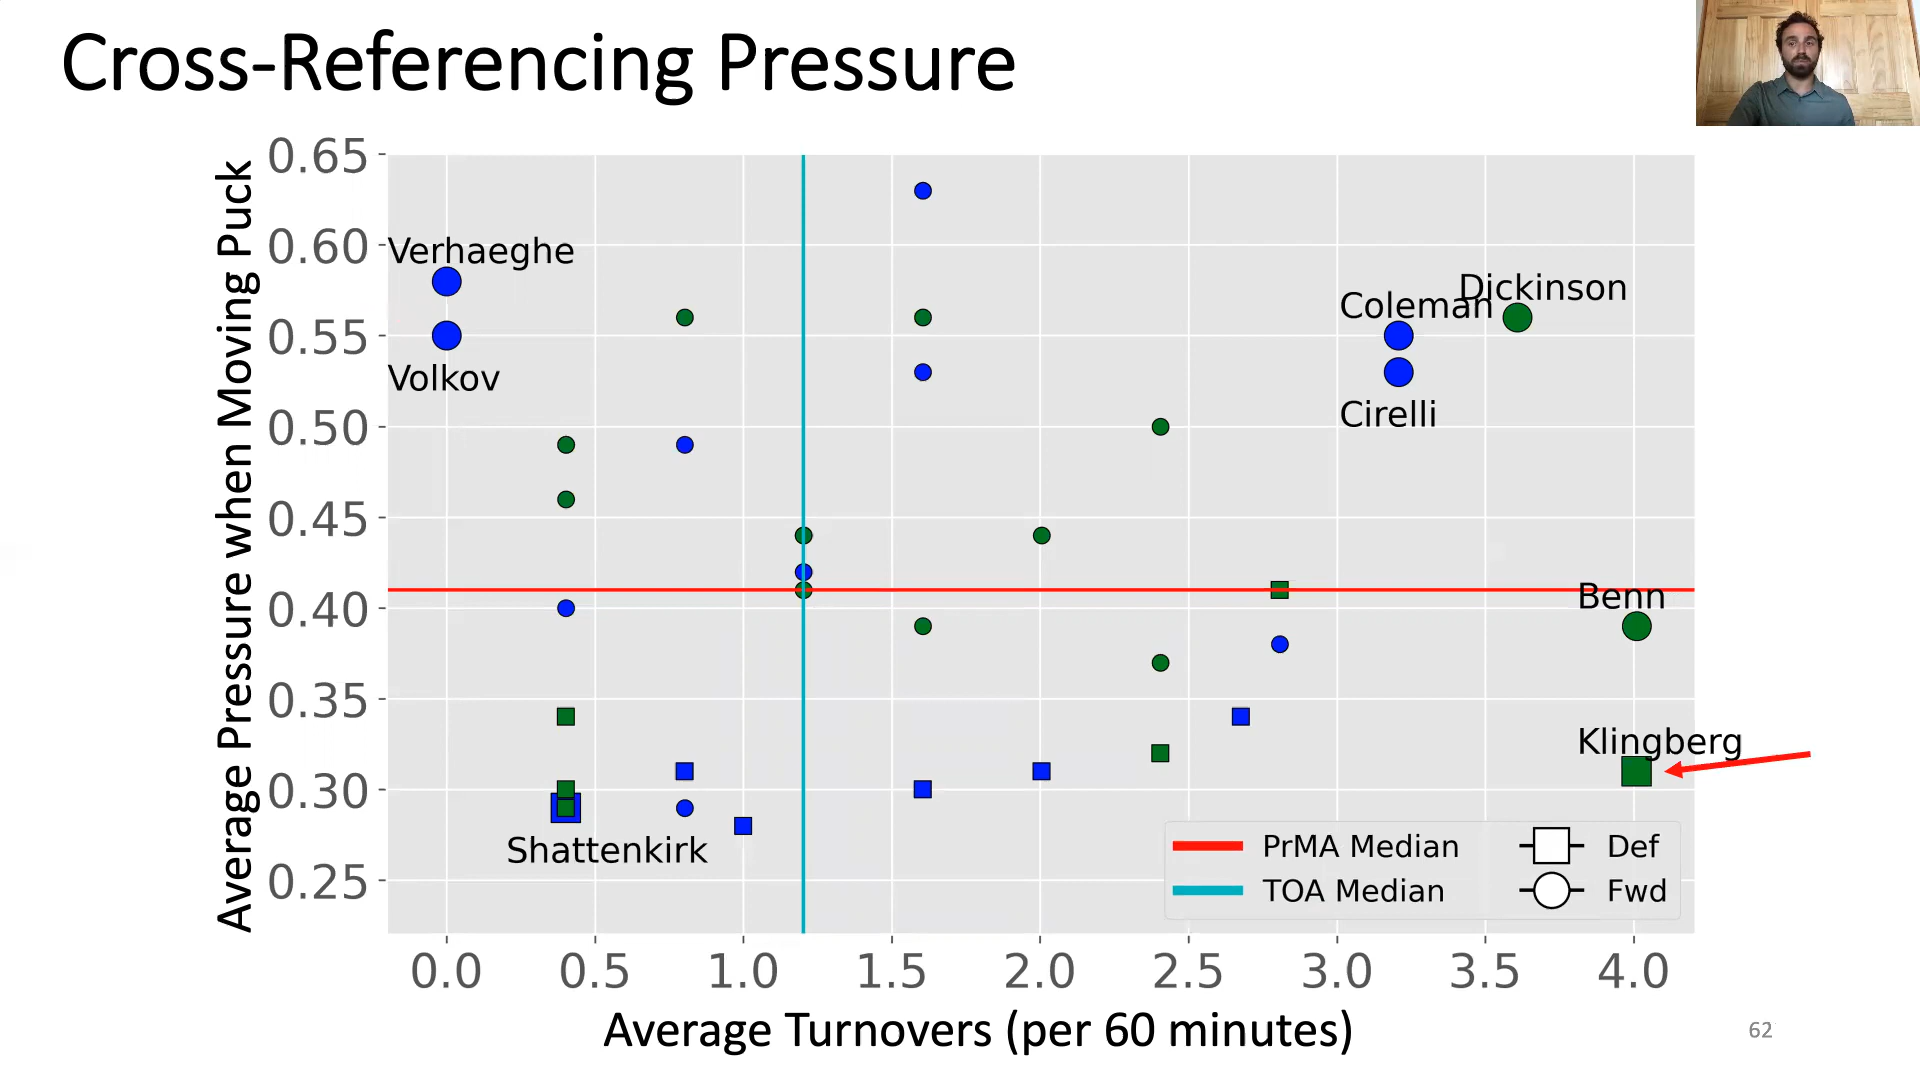 Cross-Referencing Pressure
Average Pressure when Moving Puck
0.65
0.60
0.55
0.50
0.45
0.40
0.35
0.30
0.25
Verhaeghe
Volkov
Dickinson
Coleman
Cirelli
Benn
Klingberg
Shattenkirk
PrMA Median
Def
TOA Median
Fwd
0.0 0.5 1.0 1.5 2.0 2.5 3.0 3.5 4.0
Average Turnovers (per 60 minutes)
62